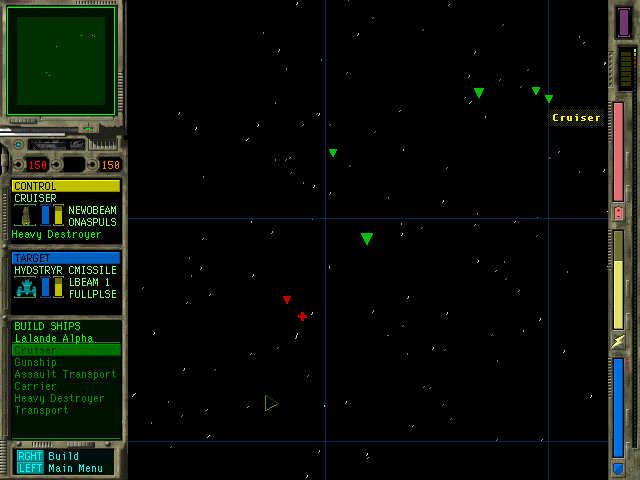 150
150
CONTROL
CRUISER
NEWOBEAM
ONASPULS
Heavy Destroyer
TARGET
HVDSTRYR CMISSILE
LBEAM 1
FULLPLSE
BUILD SHIPS
Lalande Alpha
Cruiser
Gunship
Assault Transport
Carrier
Heavy Destroyer
Transport
RGHT Build
LEFT Main Menu
Cruiser